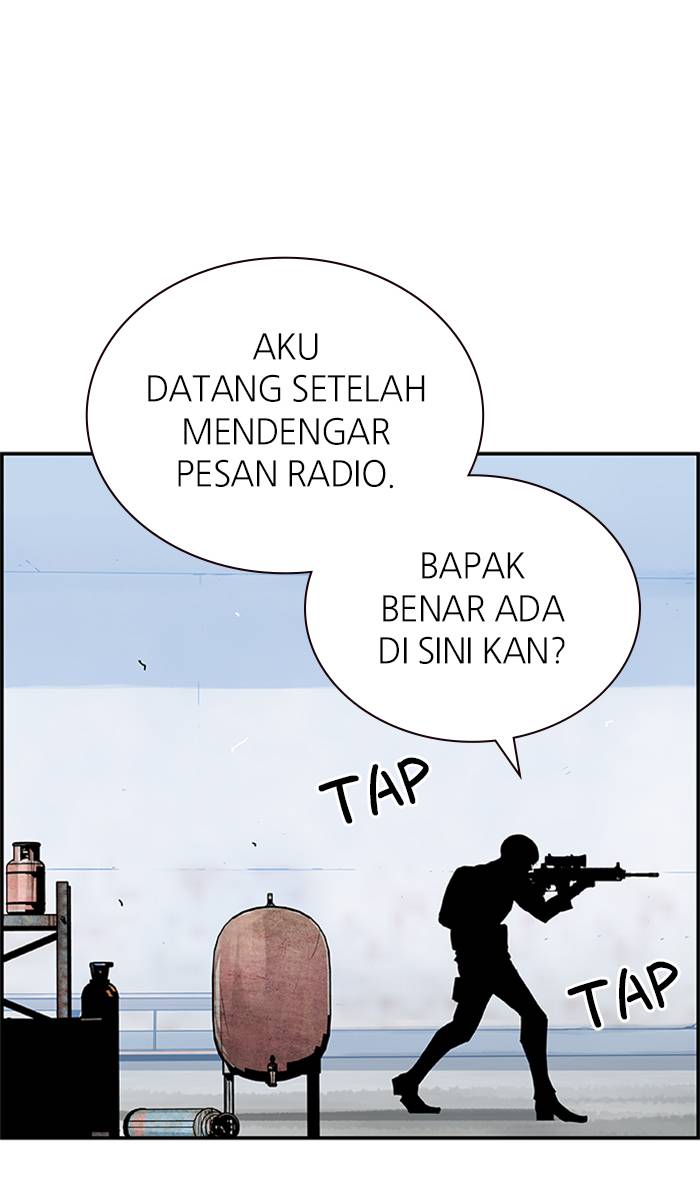 AKU
DATANG SETELAH
MENDENGAR
PESAN RADIO.
BAPAK
BENAR ADA
DI SINI KAN?
TAP
TAP